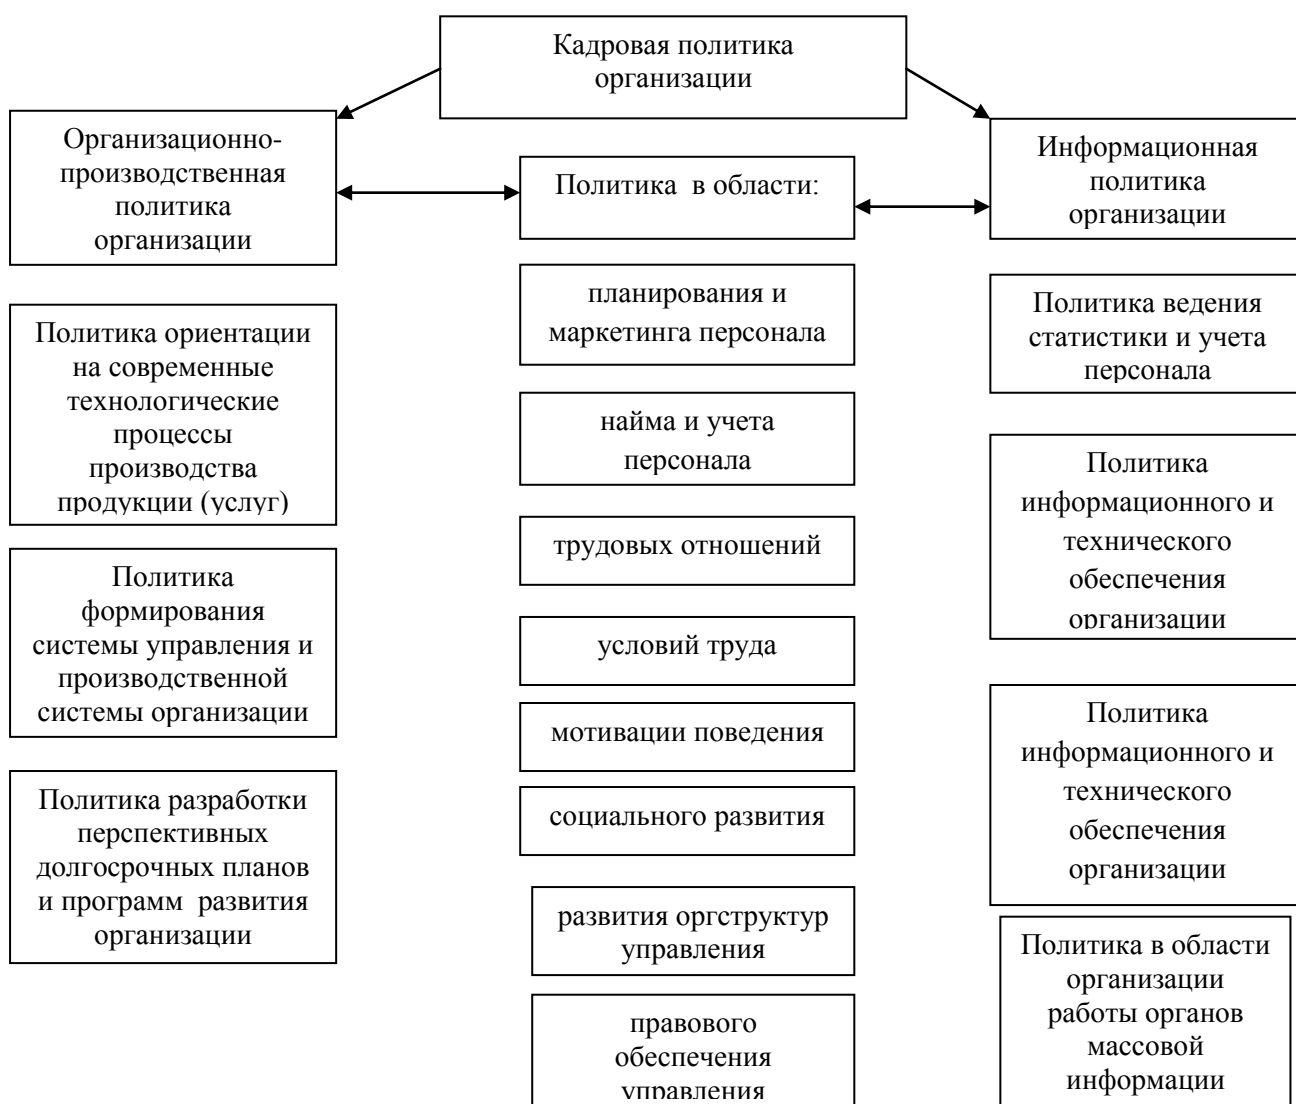 Кадровая политика
организации
Организационно-
производственная
политика
организации
Политика ориентации
на современные
технологические
процессы
производства
продукции (услуг)
Политика
формирования
системы управления и
производственной
системы организации
Политика разработки
перспективных
долгосрочных планов
и программ развития
организации
Политика в области:
планирования и
маркетинга персонала
найма и учета
персонала
трудовых отношений
условий труда
мотивации поведения
социального развития
развития оргструктур
управления
правового
обеспечения
управления
Информационная
политика
организации
Политика ведения
статистики и учета
персонала
Политика
информационного и
технического
обеспечения
организации
Политика
информационного и
технического
обеспечения
организации
Политика в области
организации
работы органов
массовой
информации